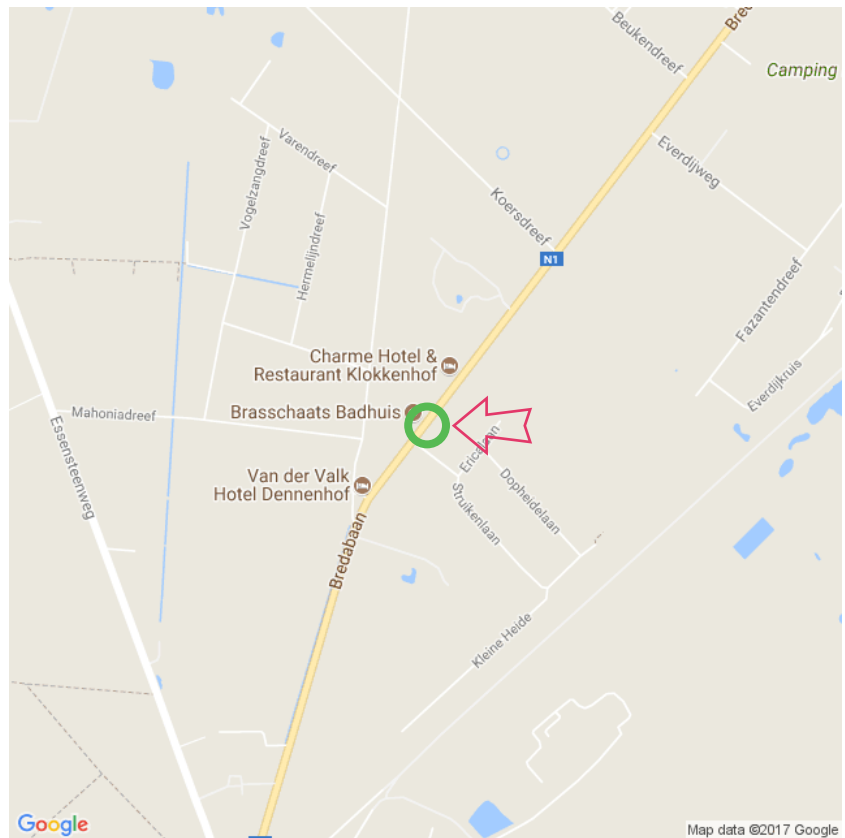 Beukendreef
Bred
Camping
Varendreef
Everdijweg
Vogelzangdreef
Koersdreef
Hermelijndreef
N1
Fazantendreef
Charme Hotel &
Restaurant Klokkenhof
Everdijkruis
Brasschaats Badhuis
Mahoniadreef
Ericalaan
Essensteenweg
Van der Valk
Hotel Dennenhof
Dopheidelaan
Struikenlaan
Bredabaan
Kleine Heide
Google
Map data ©2017 Google